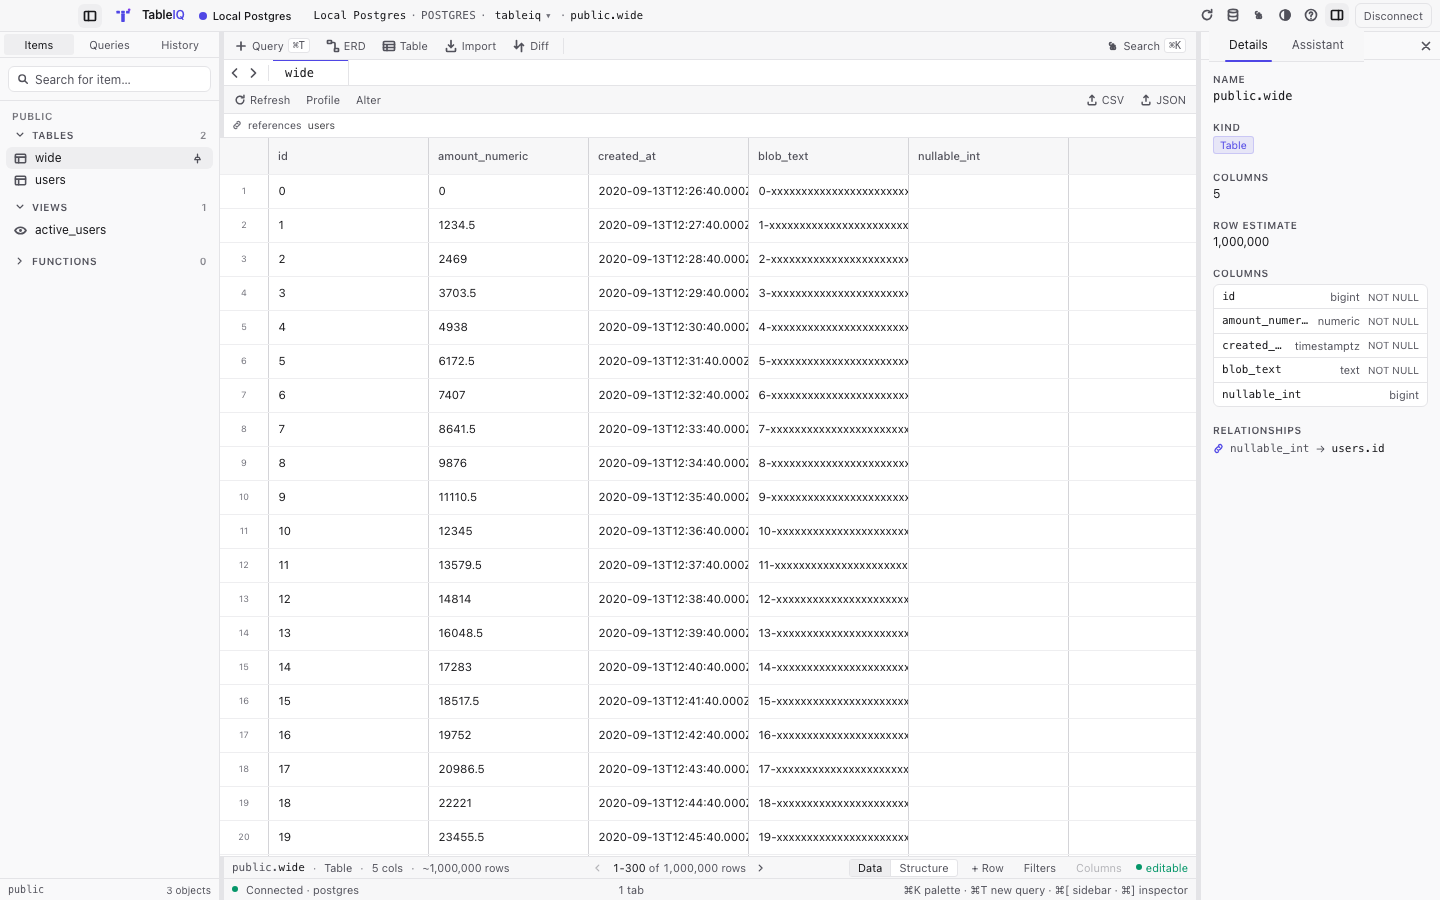 TableIQ
Local Postgres
Local Postgres · POSTGRES · tableiq ▾ · public.wide
Disconnect
Items Queries History
Search for item…
PUBLIC
TABLES 2
wide
users
VIEWS 1
active_users
FUNCTIONS 0
public 3 objects
Query ⌘T ERD Table Import Diff Search ⌘K
wide
Refresh Profile Alter CSV JSON
references users
id amount_numeric created_at blob_text nullable_int
1 0 0 2020-09-13T12:26:40.000Z 0-xxxxxxxxxxxxxxxxxxxxxxx
2 1 1234.5 2020-09-13T12:27:40.000Z 1-xxxxxxxxxxxxxxxxxxxxxxx
3 2 2469 2020-09-13T12:28:40.000Z 2-xxxxxxxxxxxxxxxxxxxxxxx
4 3 3703.5 2020-09-13T12:29:40.000Z 3-xxxxxxxxxxxxxxxxxxxxxxx
5 4 4938 2020-09-13T12:30:40.000Z 4-xxxxxxxxxxxxxxxxxxxxxxx
6 5 6172.5 2020-09-13T12:31:40.000Z 5-xxxxxxxxxxxxxxxxxxxxxxx
7 6 7407 2020-09-13T12:32:40.000Z 6-xxxxxxxxxxxxxxxxxxxxxxx
8 7 8641.5 2020-09-13T12:33:40.000Z 7-xxxxxxxxxxxxxxxxxxxxxxx
9 8 9876 2020-09-13T12:34:40.000Z 8-xxxxxxxxxxxxxxxxxxxxxxx
10 9 11110.5 2020-09-13T12:35:40.000Z 9-xxxxxxxxxxxxxxxxxxxxxxx
11 10 12345 2020-09-13T12:36:40.000Z 10-xxxxxxxxxxxxxxxxxxxxxx
12 11 13579.5 2020-09-13T12:37:40.000Z 11-xxxxxxxxxxxxxxxxxxxxxx
13 12 14814 2020-09-13T12:38:40.000Z 12-xxxxxxxxxxxxxxxxxxxxxx
14 13 16048.5 2020-09-13T12:39:40.000Z 13-xxxxxxxxxxxxxxxxxxxxxx
15 14 17283 2020-09-13T12:40:40.000Z 14-xxxxxxxxxxxxxxxxxxxxxx
16 15 18517.5 2020-09-13T12:41:40.000Z 15-xxxxxxxxxxxxxxxxxxxxxx
17 16 19752 2020-09-13T12:42:40.000Z 16-xxxxxxxxxxxxxxxxxxxxxx
18 17 20986.5 2020-09-13T12:43:40.000Z 17-xxxxxxxxxxxxxxxxxxxxxx
19 18 22221 2020-09-13T12:44:40.000Z 18-xxxxxxxxxxxxxxxxxxxxxx
20 19 23455.5 2020-09-13T12:45:40.000Z 19-xxxxxxxxxxxxxxxxxxxxxx
public.wide · Table · 5 cols · ~1,000,000 rows 1-300 of 1,000,000 rows Data Structure + Row Filters Columns editable
Connected · postgres 1 tab ⌘K palette · ⌘T new query · ⌘[ sidebar · ⌘] inspector
Details Assistant
NAME
public.wide
KIND
Table
COLUMNS
5
ROW ESTIMATE
1,000,000
COLUMNS
id bigint NOT NULL
amount_numer… numeric NOT NULL
created_… timestamptz NOT NULL
blob_text text NOT NULL
nullable_int bigint
RELATIONSHIPS
nullable_int → users.id